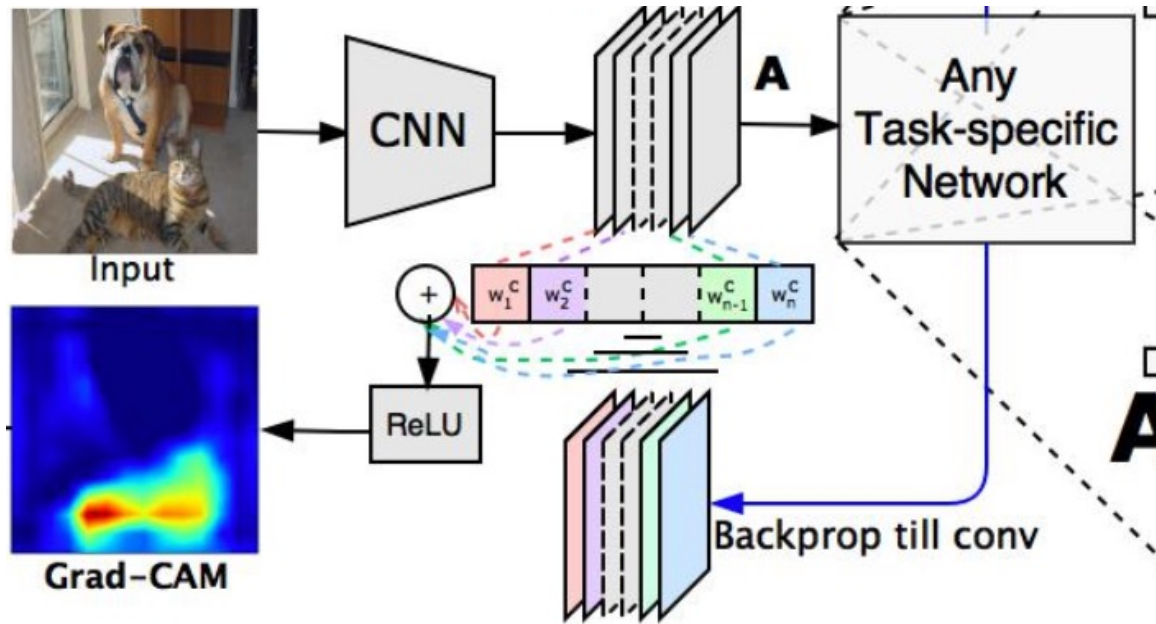 A
Any
CNN
Task-specific
Network
Input
w₁ᶜ w₂ᶜ wₙ₋₁ᶜ wₙᶜ
+
ReLU
A
Backprop till conv
Grad-CAM